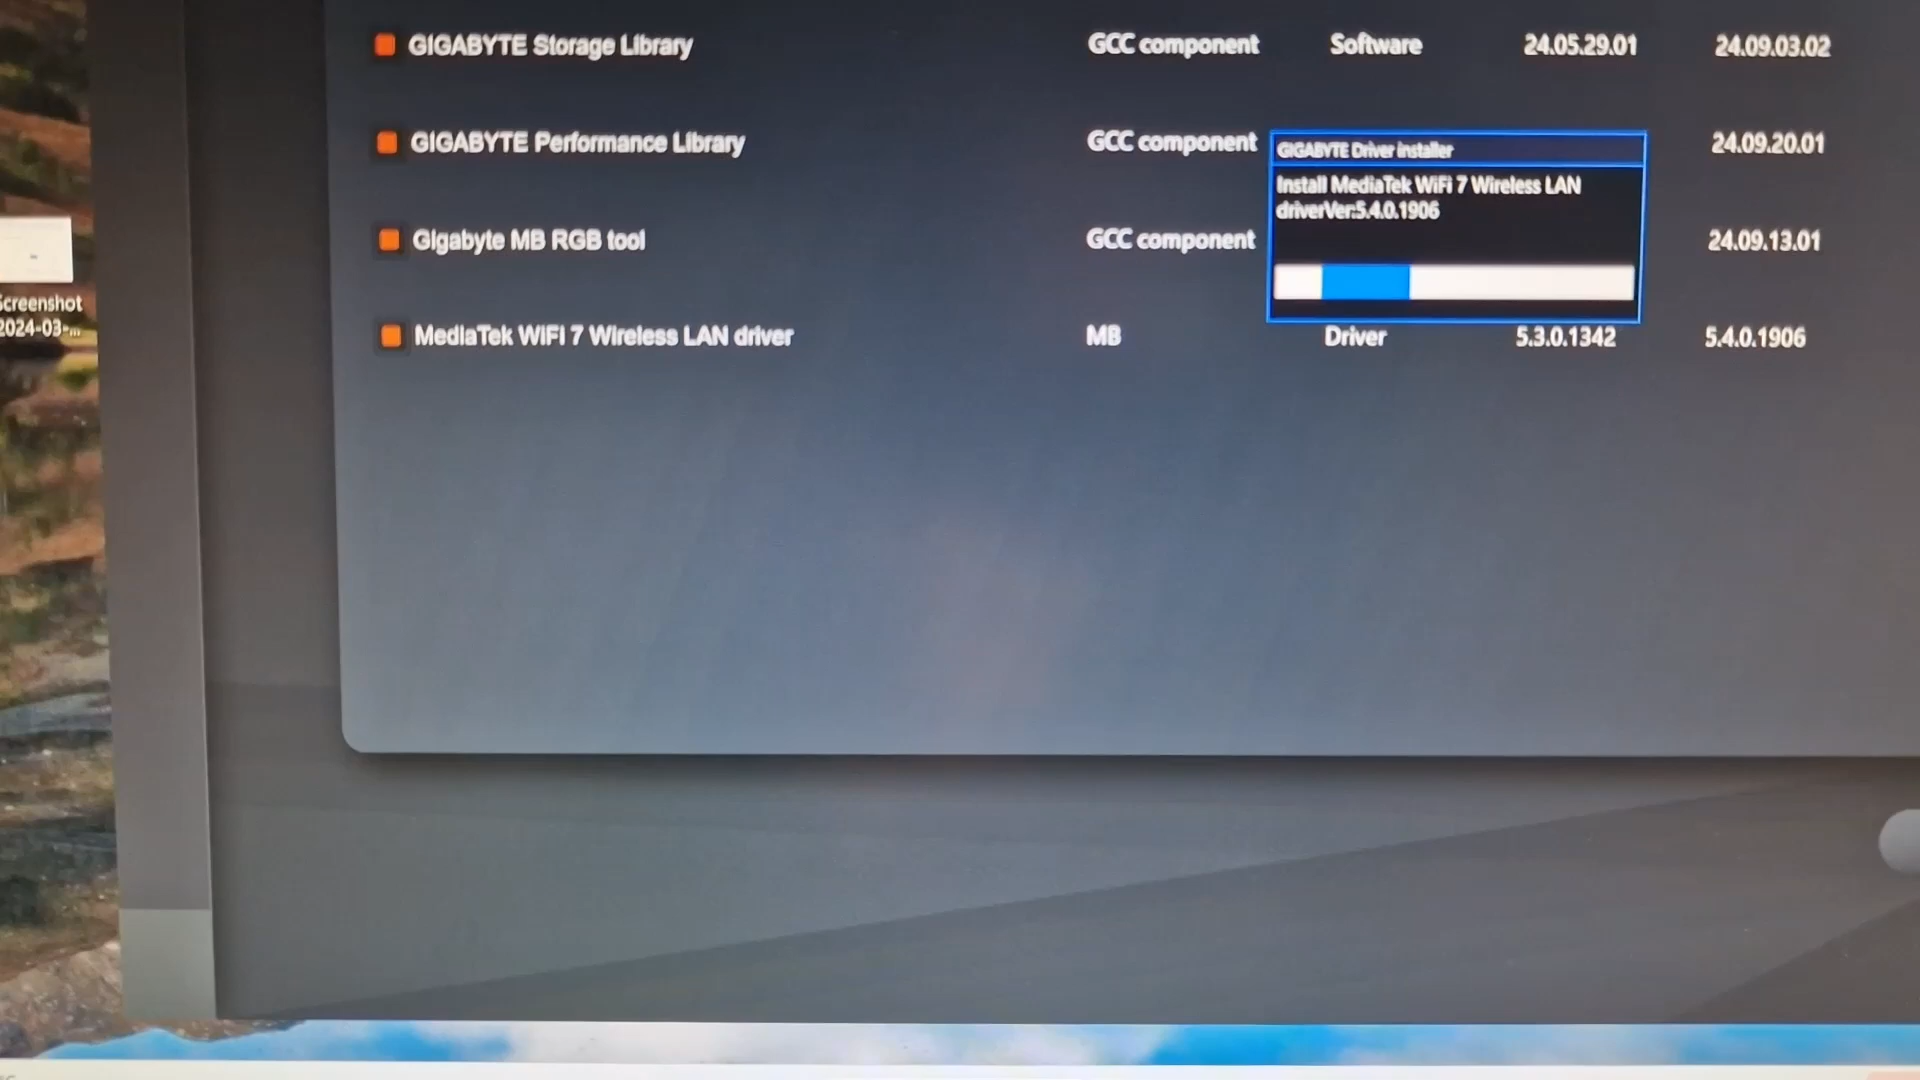 GIGABYTE Storage Library GCC component Software 24.05.29.01 24.09.03.02
GIGABYTE Performance Library GCC component 24.09.20.01
GIGABYTE Driver installer
Install MediaTek WiFi 7 Wireless LAN
driverVer:5.4.0.1906
Gigabyte MB RGB tool GCC component 24.09.13.01
Screenshot
2024-03-...
MediaTek WiFi 7 Wireless LAN driver MB Driver 5.3.0.1342 5.4.0.1906